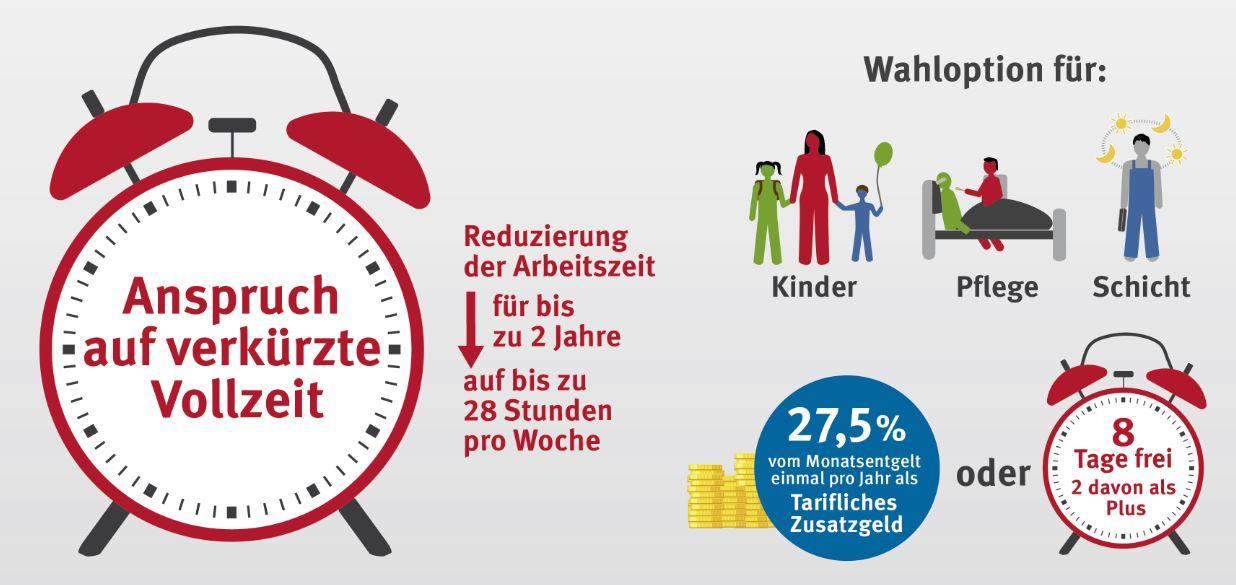 Anspruch
auf verkürzte
Vollzeit
Reduzierung
der Arbeitszeit
für bis
zu 2 Jahre
auf bis zu
28 Stunden
pro Woche
Wahloption für:
Kinder
Pflege
Schicht
27,5%
vom Monatsentgelt
einmal pro Jahr als
Tarifliches
Zusatzgeld
oder
8
Tage frei
2 davon als
Plus